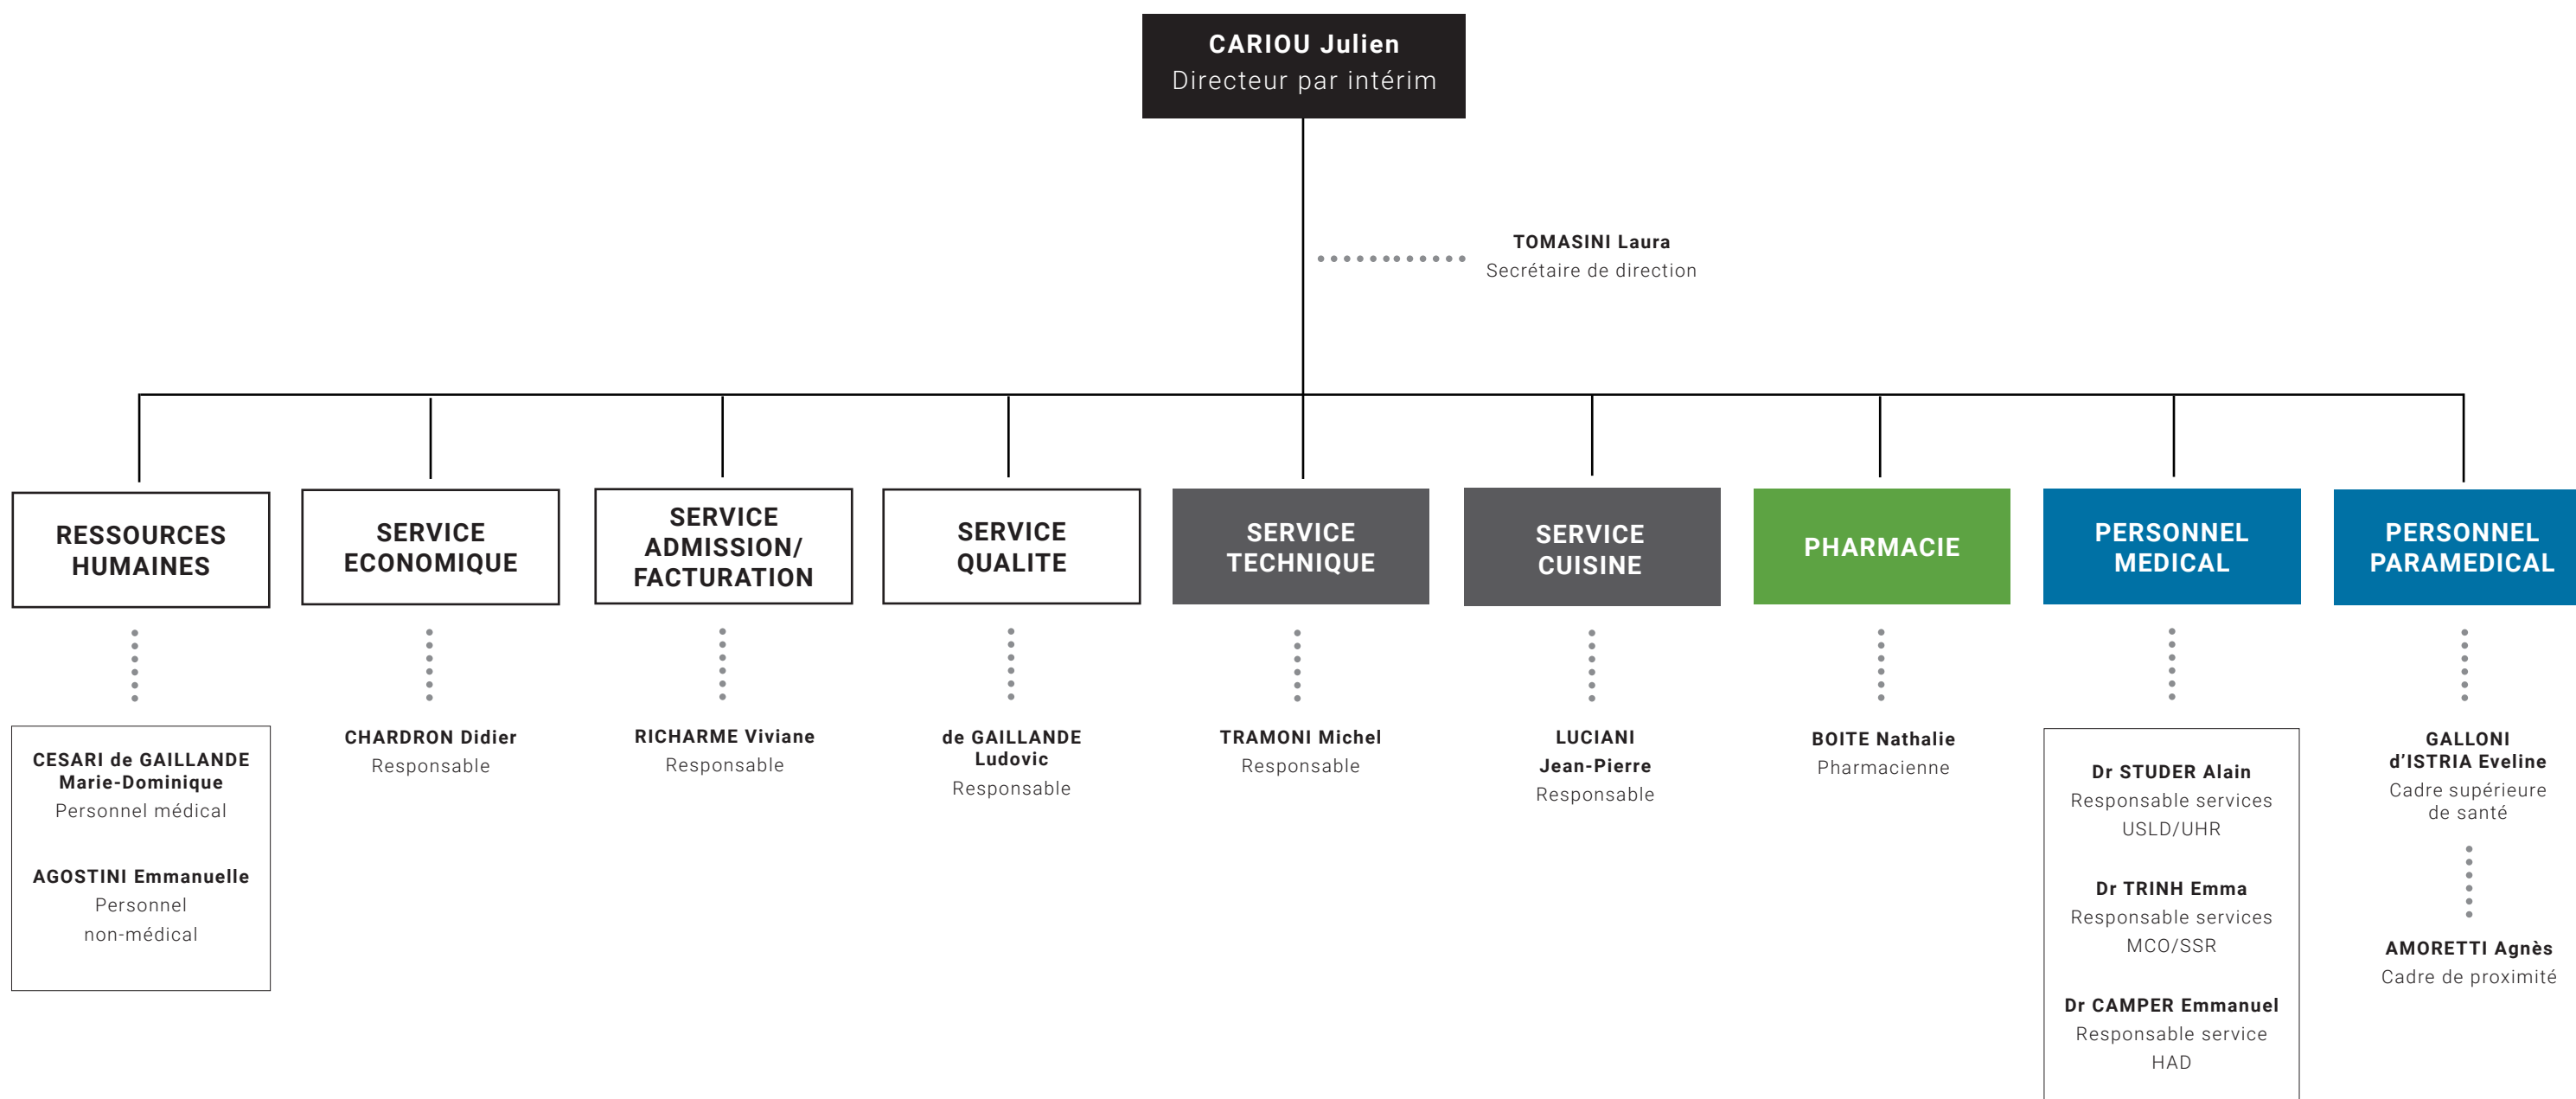 CARIOU Julien
Directeur par intérim
TOMASINI Laura
Secrétaire de direction
RESSOURCES
HUMAINES
SERVICE
ECONOMIQUE
SERVICE
ADMISSION/
FACTURATION
SERVICE
QUALITE
SERVICE
TECHNIQUE
SERVICE
CUISINE
PHARMACIE
PERSONNEL
MEDICAL
PERSONNEL
PARAMEDICAL
CESARI de GAILLANDE
Marie-Dominique
Personnel médical
AGOSTINI Emmanuelle
Personnel
non-médical
CHARDRON Didier
Responsable
RICHARME Viviane
Responsable
de GAILLANDE
Ludovic
Responsable
TRAMONI Michel
Responsable
LUCIANI
Jean-Pierre
Responsable
BOITE Nathalie
Pharmacienne
Dr STUDER Alain
Responsable services
USLD/UHR
Dr TRINH Emma
Responsable services
MCO/SSR
Dr CAMPER Emmanuel
Responsable service
HAD
GALLONI
d’ISTRIA Eveline
Cadre supérieure
de santé
AMORETTI Agnès
Cadre de proximité